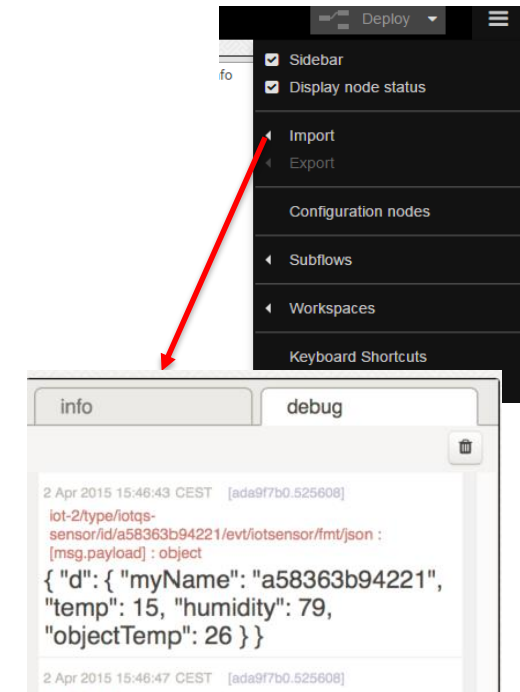 Deploy
Sidebar
fo
Display node status
Import
Export
Configuration nodes
Subflows
Workspaces
Keyboard Shortcuts
info
debug
2 Apr 2015 15:46:43 CEST [ada9f7b0.525608]
iot-2/type/iotqs-
sensor/id/a58363b94221/evt/iotsensor/fmt/json :
[msg.payload] : object
{ "d": { "myName": "a58363b94221",
"temp": 15, "humidity": 79,
"objectTemp": 26 } }
2 Apr 2015 15:46:47 CEST [ada9f7b0.525608]